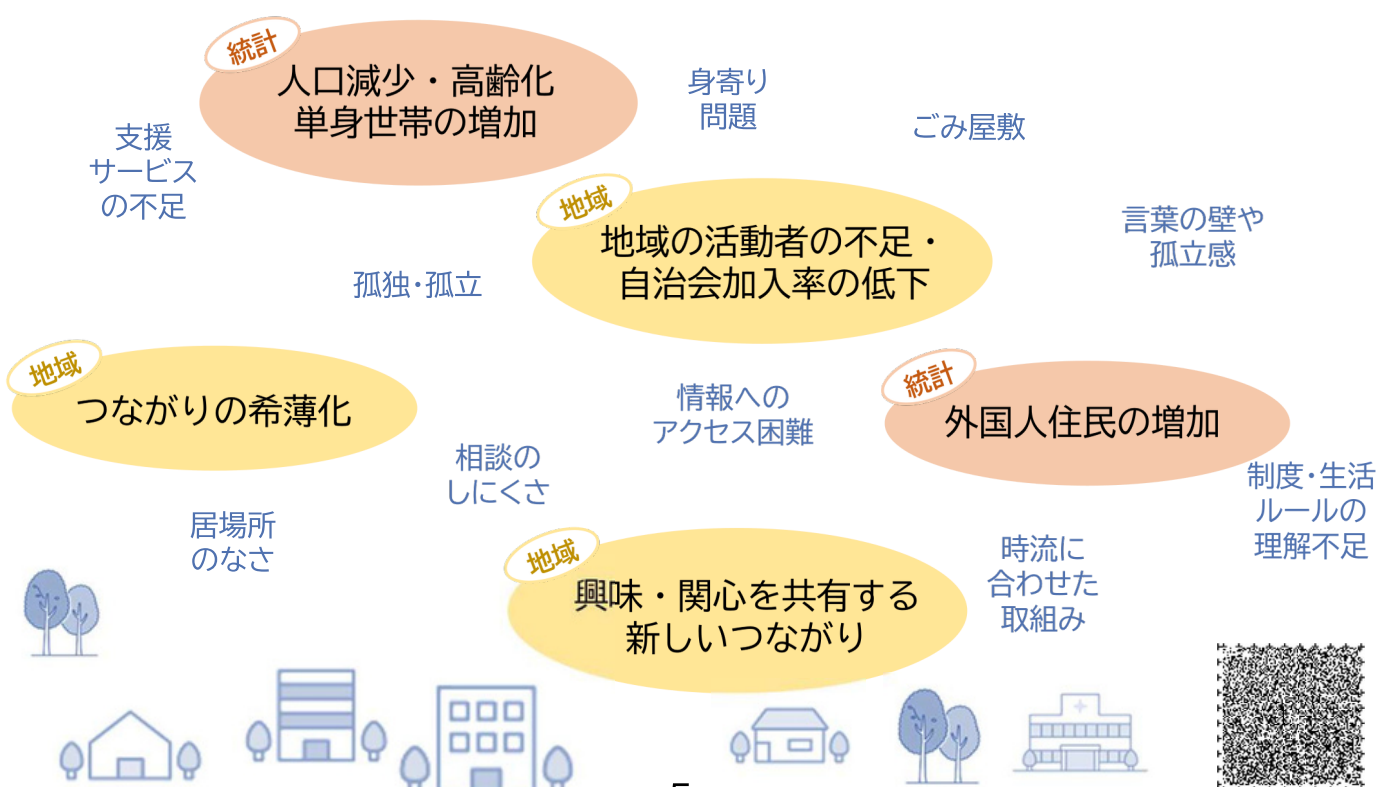 統計
人口減少・高齢化
単身世帯の増加
身寄り
問題
ごみ屋敷
支援
サービス
の不足
地域
地域の活動者の不足・
自治会加入率の低下
言葉の壁や
孤立感
孤独・孤立
地域
つながりの希薄化
情報への
アクセス困難
統計
外国人住民の増加
相談の
しにくさ
制度・生活
ルールの
理解不足
居場所
のなさ
地域
興味・関心を共有する
新しいつながり
時流に
合わせた
取組み